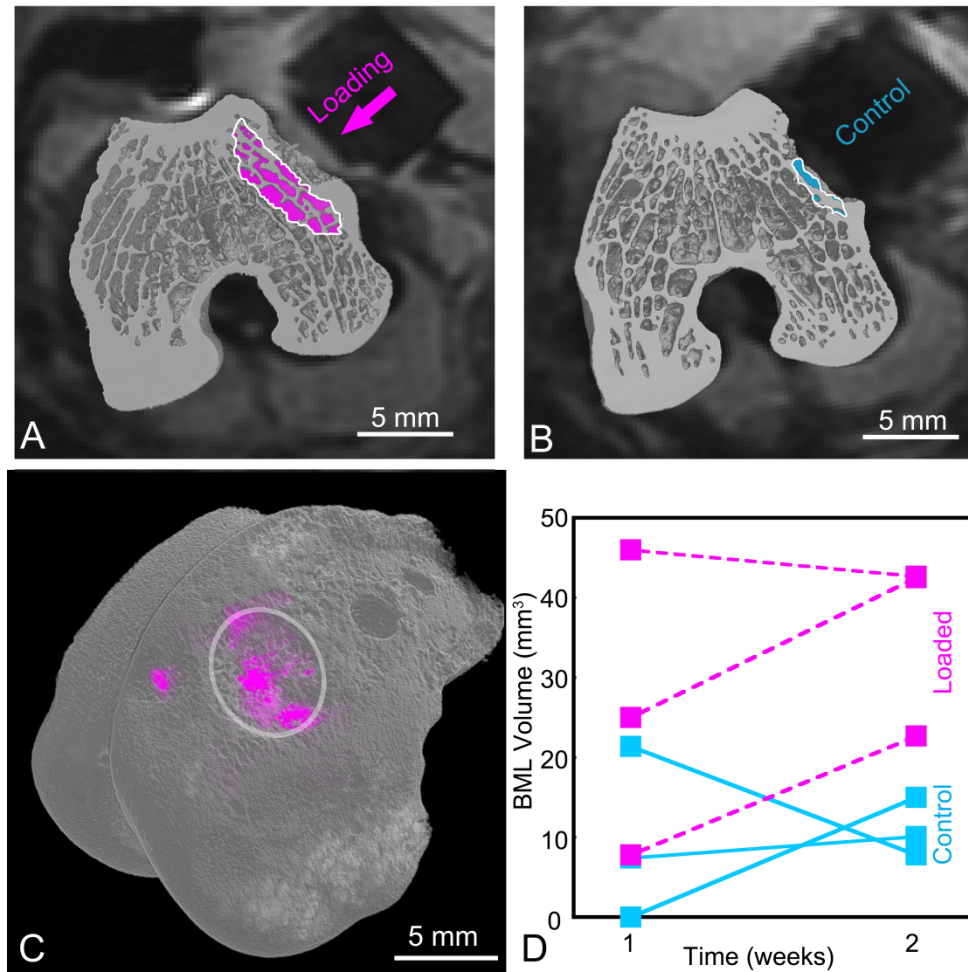 Loading
A
5 mm
Control
B
5 mm
C
5 mm
D
50
40
30
20
10
0
BML Volume (mm³)
Loaded
Control
1
2
Time (weeks)